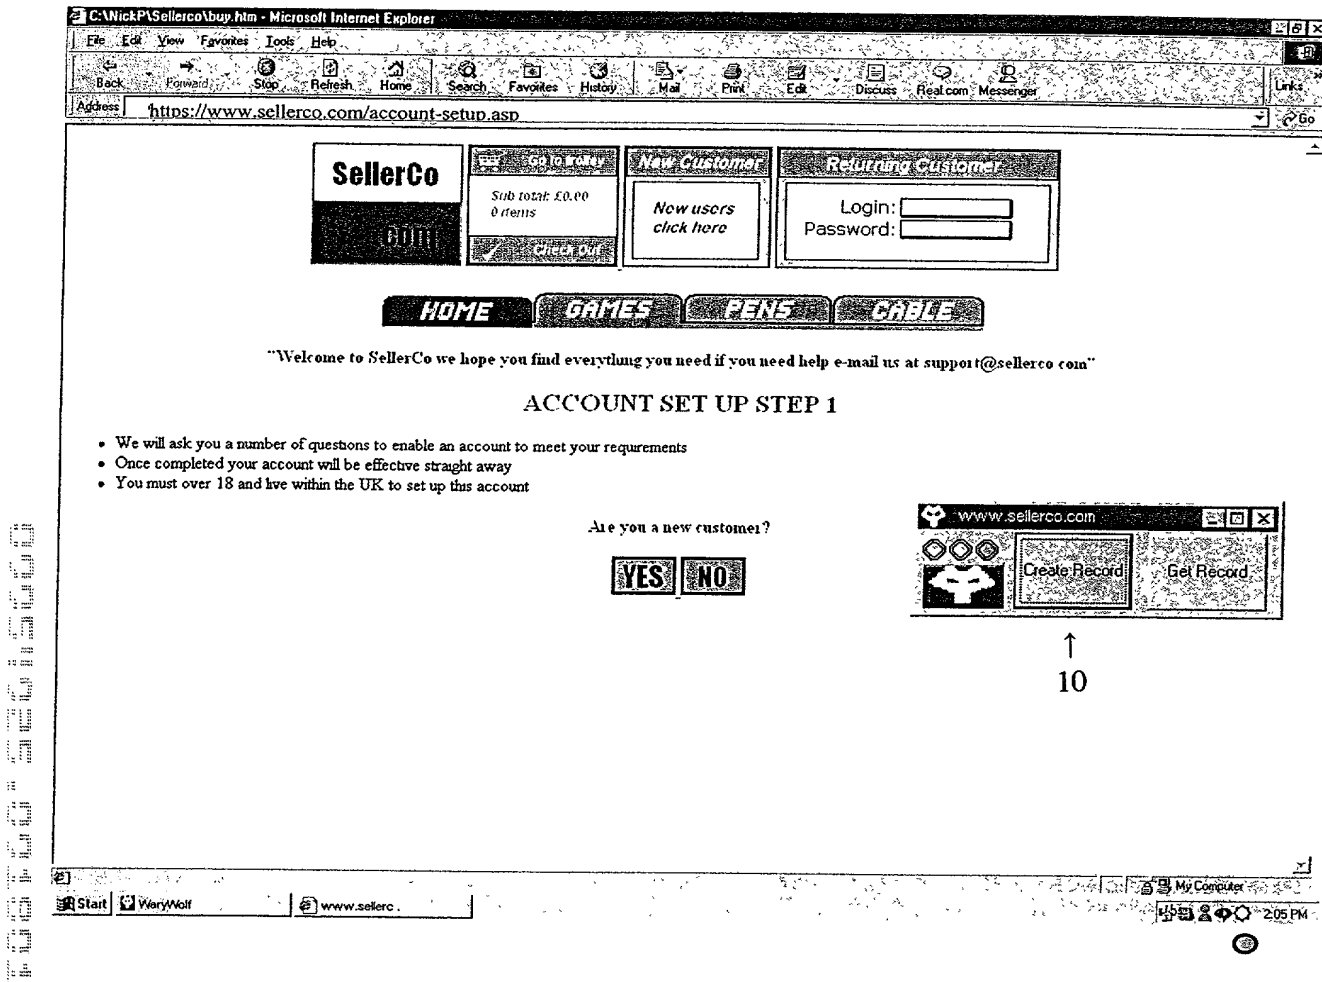 C:\NickP\Sellerco\buy.htm - Microsoft Internet Explorer
File Edit View Favorites Tools Help
Back Forward Stop Refresh Home Search Favorites History Mail Print Edit Discuss Real.com Messenger Links
Address https://www.sellerco.com/account-setup.asp Go
SellerCo
.com
Go to trolley
Sub total: £0.00
0 items
Check Out
New Customer
New users
click here
Returning Customer
Login:
Password:
HOME GAMES PENS CABLE
"Welcome to SellerCo we hope you find everything you need if you need help e-mail us at support@sellerco com"
ACCOUNT SET UP STEP 1
• We will ask you a number of questions to enable an account to meet your requirements
• Once completed your account will be effective straight away
• You must over 18 and live within the UK to set up this account
Are you a new customer?
YES NO
www.sellerco.com
Create Record Get Record
10
My Computer
Start WeryWolf www.sellerc . 2:05 PM